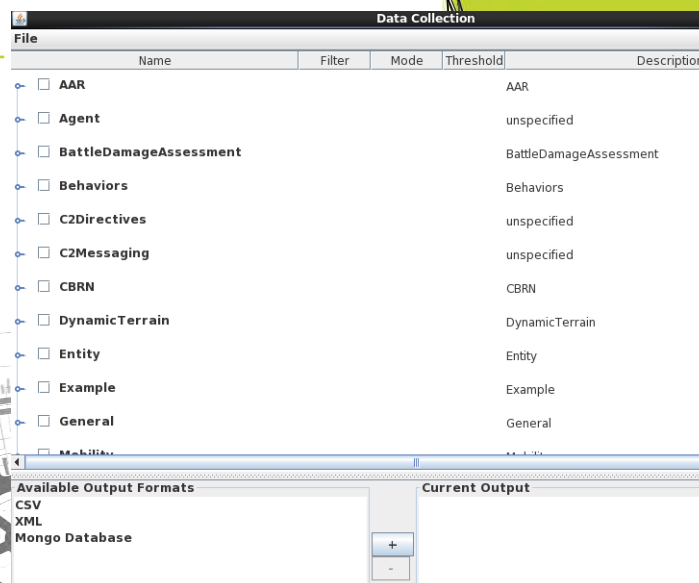 Data Collection
File
Name Filter Mode Threshold Description
AAR AAR
Agent unspecified
BattleDamageAssessment BattleDamageAssessment
Behaviors Behaviors
C2Directives unspecified
C2Messaging unspecified
CBRN CBRN
DynamicTerrain DynamicTerrain
Entity Entity
Example Example
General General
Available Output Formats Current Output
CSV
XML
Mongo Database
+
-